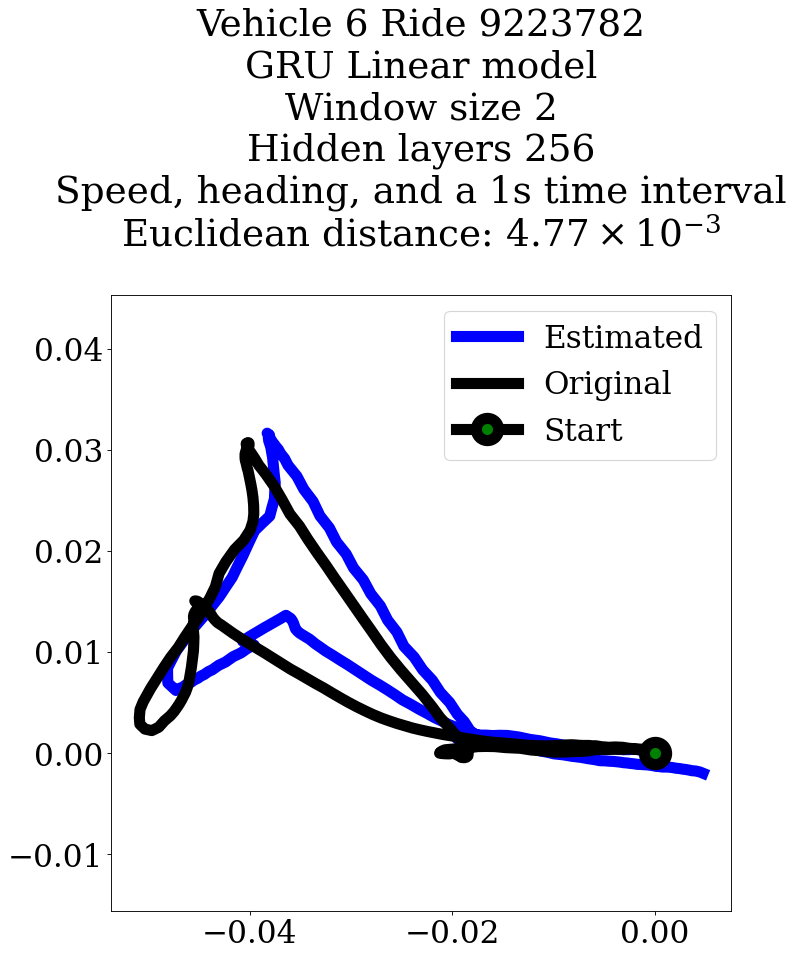 Vehicle 6 Ride 9223782
GRU Linear model
Window size 2
Hidden layers 256
Speed, heading, and a 1s time interval
Euclidean distance: 4.77 × 10⁻³
Estimated
Original
Start
0.04
0.03
0.02
0.01
0.00
−0.01
−0.04
−0.02
0.00